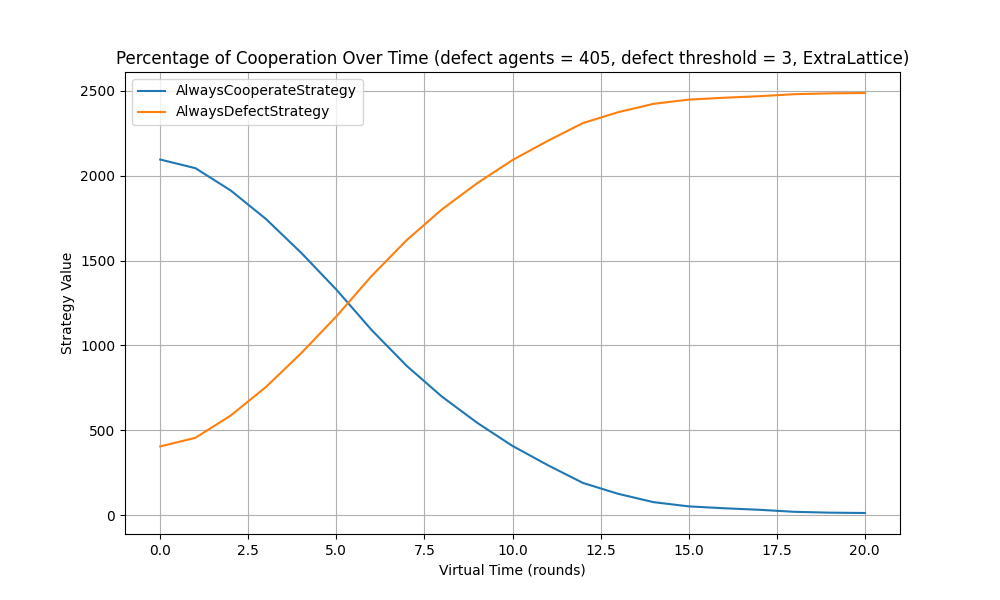 Percentage of Cooperation Over Time (defect agents = 405, defect threshold = 3, ExtraLattice)
AlwaysCooperateStrategy
AlwaysDefectStrategy
Strategy Value
2500
2000
1500
1000
500
0
0.0 2.5 5.0 7.5 10.0 12.5 15.0 17.5 20.0
Virtual Time (rounds)